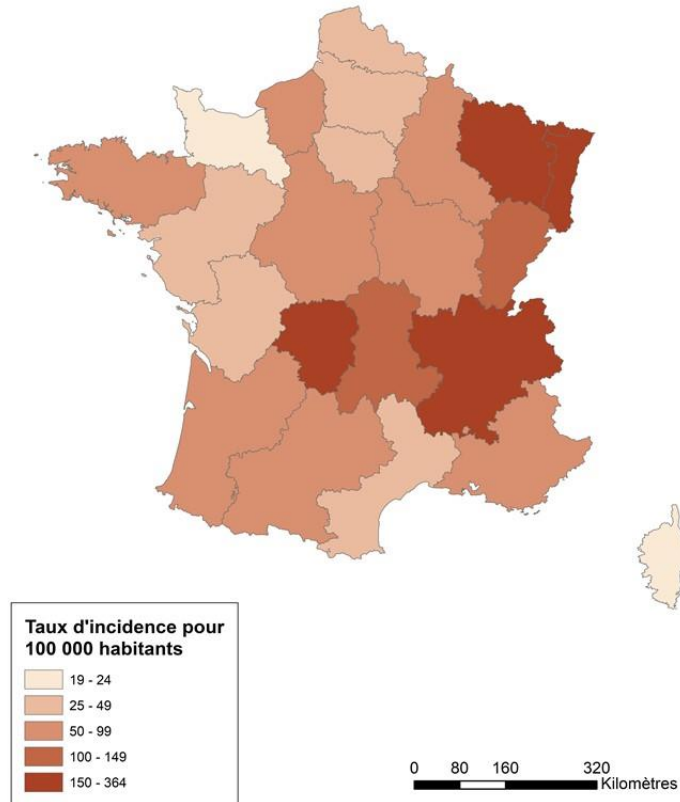 Taux d'incidence pour
100 000 habitants
19 - 24
25 - 49
50 - 99
100 - 149
150 - 364
0 80 160 320
Kilomètres